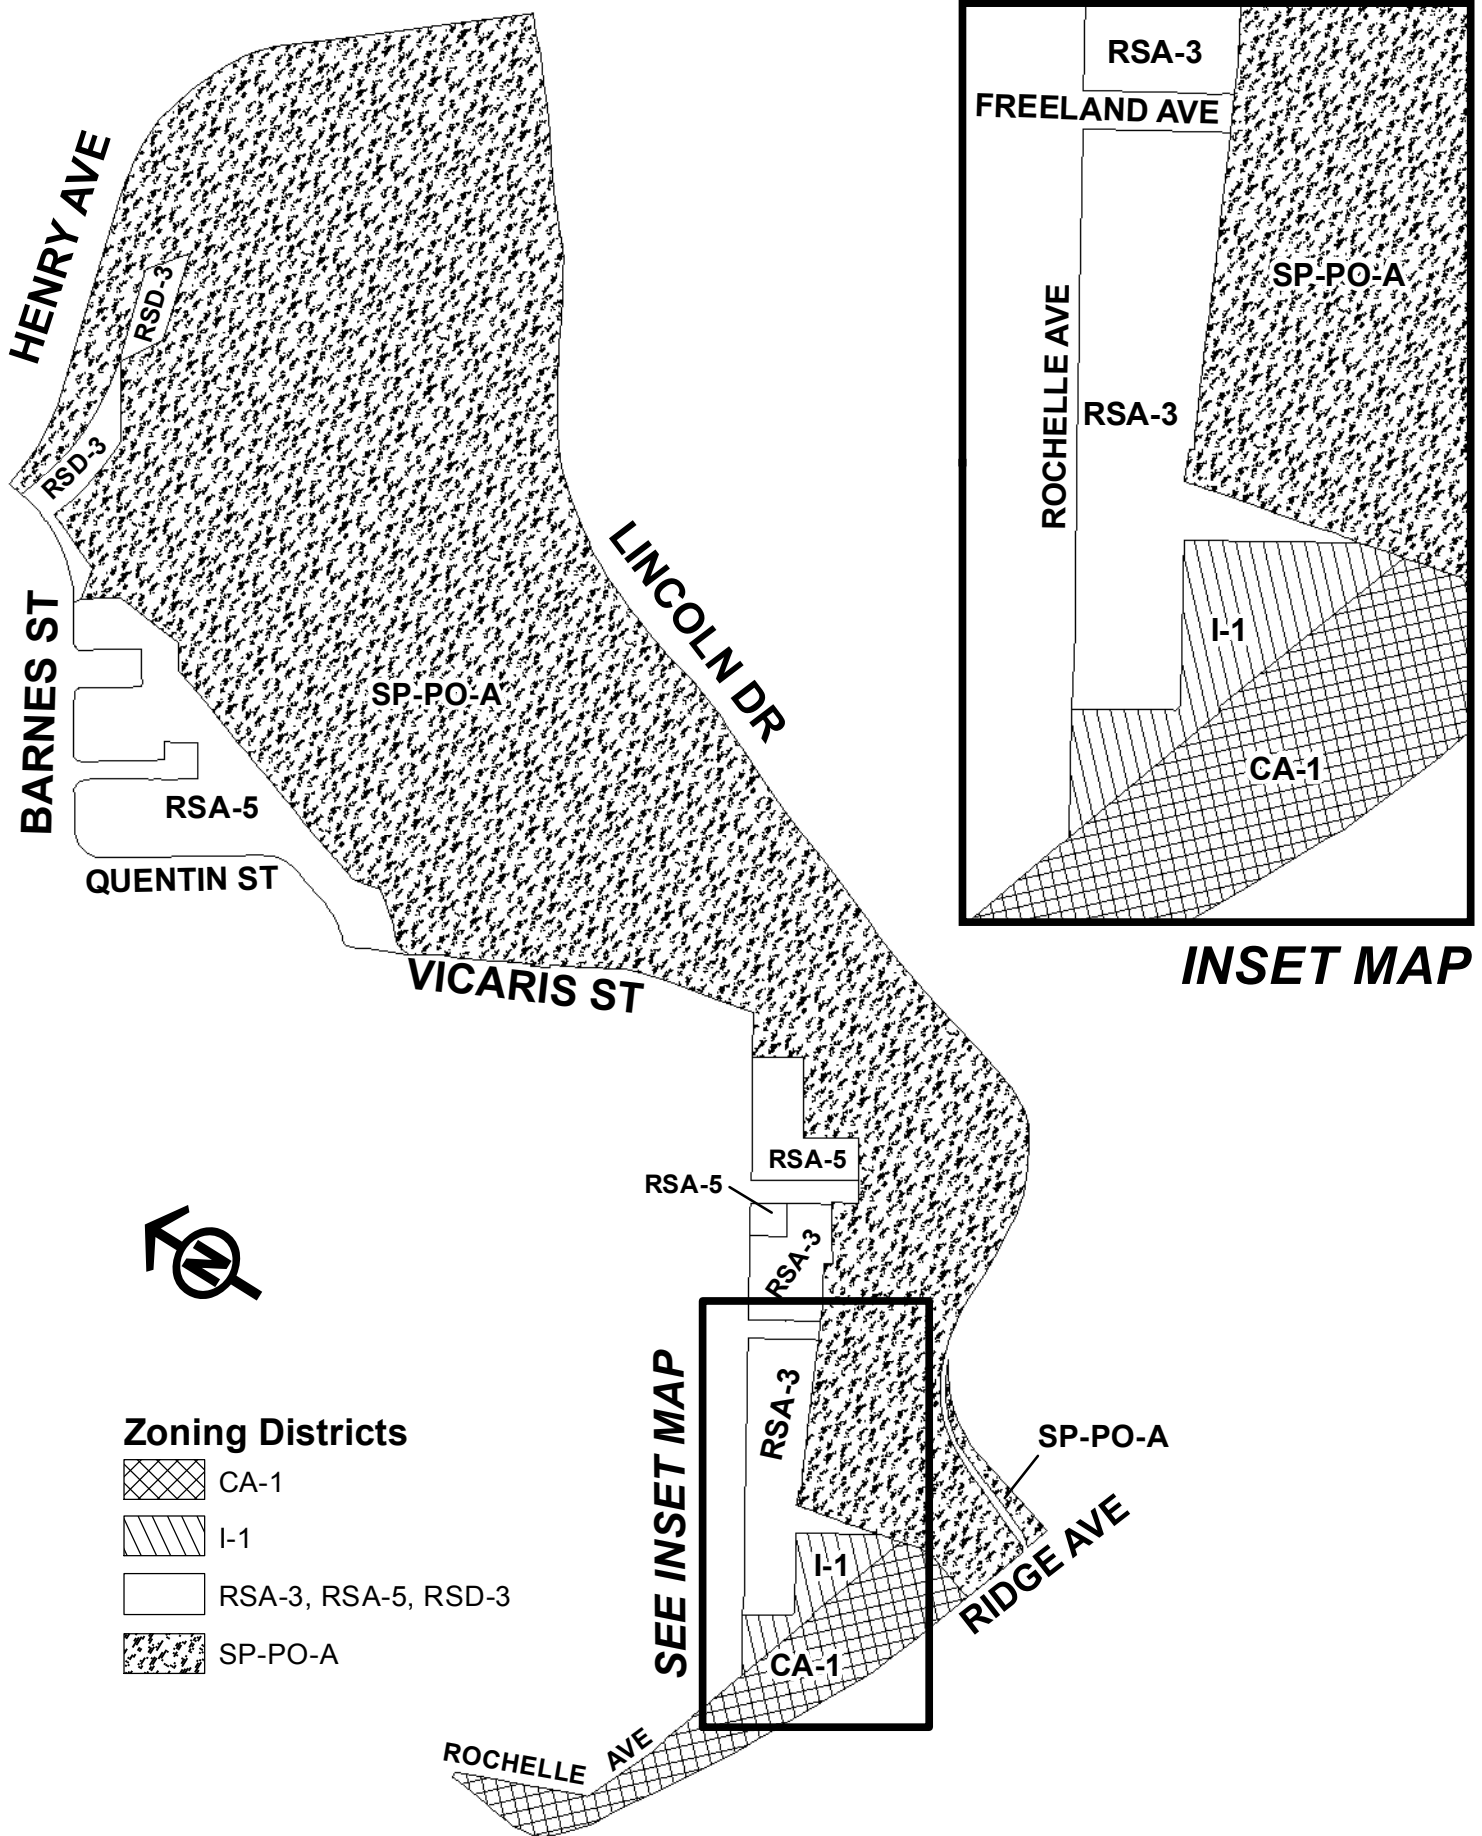 RSA-3
FREELAND AVE
SP-PO-A
ROCHELLE AVE
RSA-3
I-1
CA-1
INSET MAP
HENRY AVE
RSD-3
RSD-3
LINCOLN DR
BARNES ST
SP-PO-A
RSA-5
QUENTIN ST
VICARIS ST
RSA-5
RSA-5
RSA-3
N
SEE INSET MAP
RSA-3
SP-PO-A
RIDGE AVE
I-1
CA-1
ROCHELLE AVE
Zoning Districts
CA-1
I-1
RSA-3, RSA-5, RSD-3
SP-PO-A